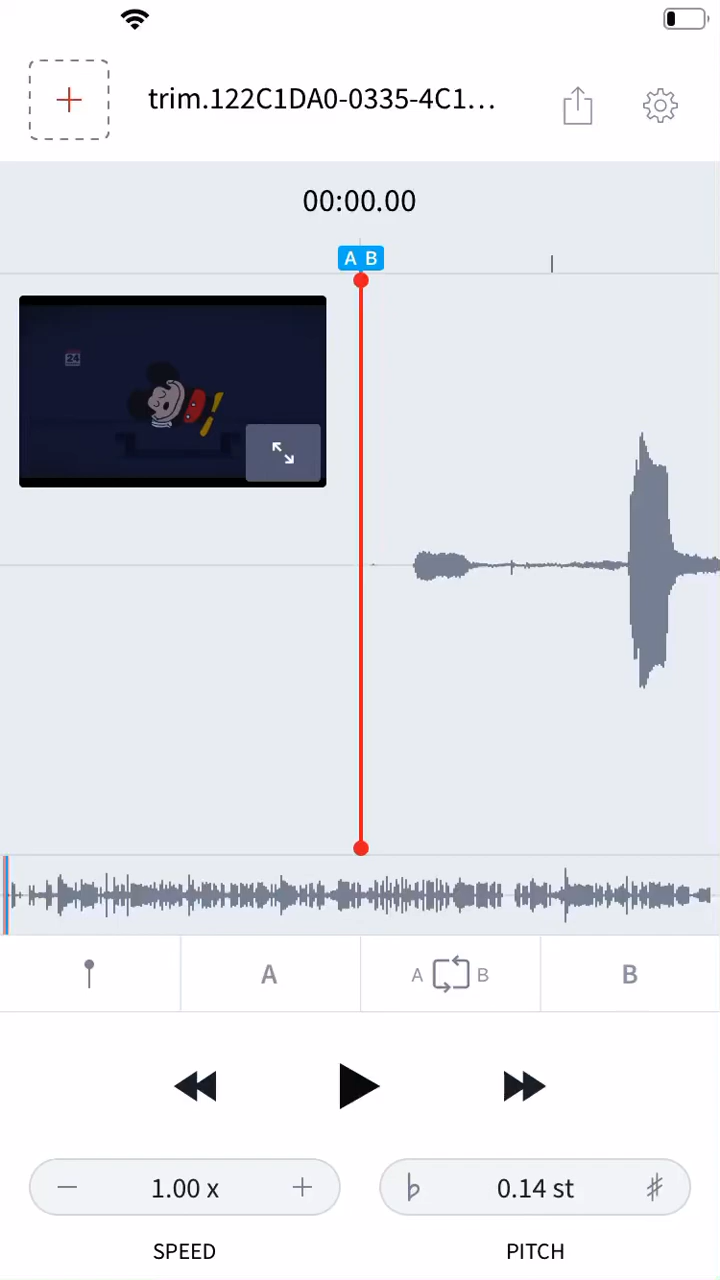 trim.122C1DA0-0335-4C1...
00:00.00
A B
24
A
A B
B
1.00 x
♭ 0.14 st ♯
SPEED
PITCH